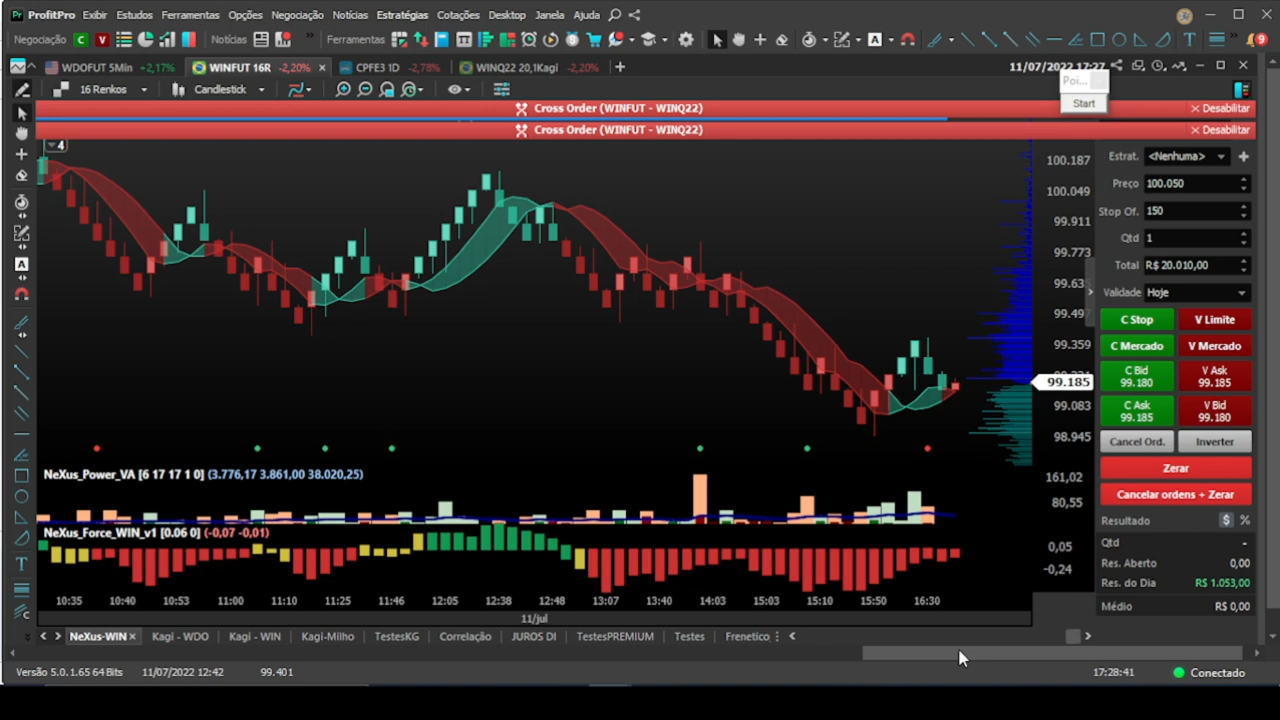 ProfitPro Exibir Estudos Ferramentas Opções Negociação Notícias Estratégias Cotações Desktop Janela Ajuda
Negociação C V Notícias Ferramentas A T 9
WDOFUT 5Min +2,17% WINFUT 16R -2,20% CPFE3 1D -2,78% WINQ22 20,1Kagi -2,20% 11/07/2022 17:27
16 Renkos Candlestick
Poi...
Start
Cross Order (WINFUT - WINQ22) Desabilitar
Cross Order (WINFUT - WINQ22) Desabilitar
4
100.187
100.049
99.911
99.773
99.63
99.497
99.359
99.185
99.083
98.945
Estrat. <Nenhuma>
Preço 100.050
Stop Of. 150
Qtd 1
Total R$ 20.010,00
Validade Hoje
C Stop V Limite
C Mercado V Mercado
C Bid 99.180 V Ask 99.185
C Ask 99.185 V Bid 99.180
Cancel Ord. Inverter
Zerar
Cancelar ordens + Zerar
Resultado $ %
Qtd -
Res. Aberto 0,00
Res. do Dia R$ 1.053,00
Médio R$ 0,00
NeXus_Power_VA [6 17 17 1 0] (3.776,17 3.861,00 38.020,25)
161,02
80,55
NeXus_Force_WIN_v1 [0.06 0] (-0,07 -0,01)
0,05
-0,24
10:35 10:40 10:53 11:00 11:10 11:25 11:46 12:05 12:38 12:48 13:07 13:40 14:03 15:03 15:10 15:50 16:30
11/jul
NeXus-WIN Kagi - WDO Kagi - WIN Kagi-Milho TestesKG Correlação JUROS DI TestesPREMIUM Testes Frenetico
Versão 5.0.1.65 64 Bits 11/07/2022 12:42 99.401 17:28:41 Conectado